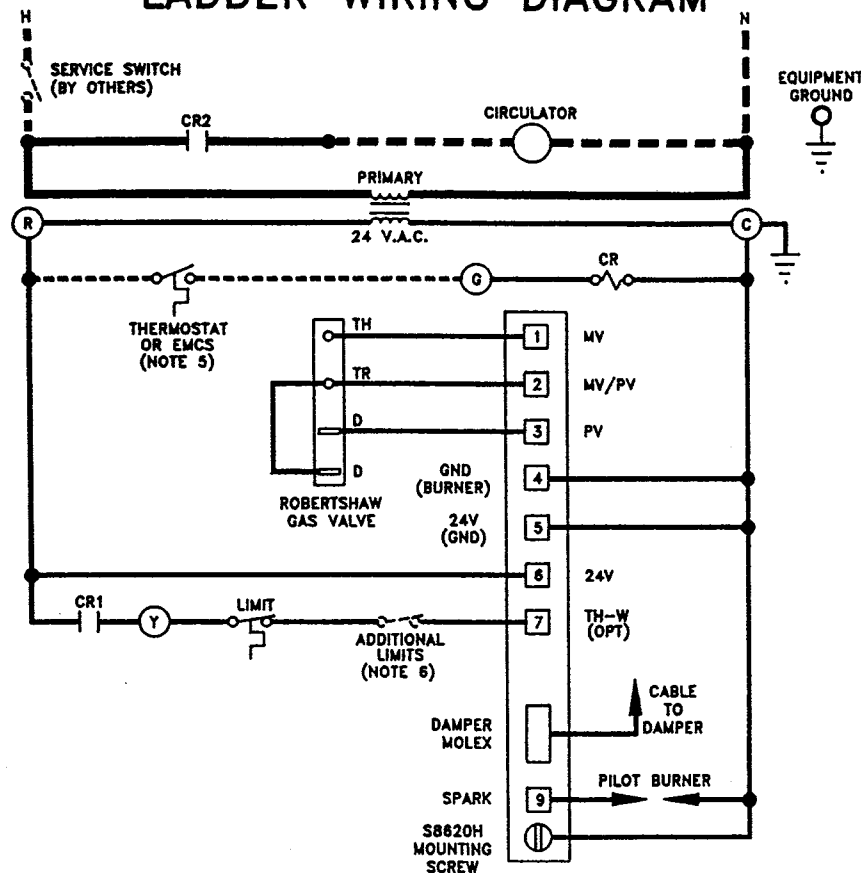 LADDER WIRING DIAGRAM
H
N
SERVICE SWITCH
(BY OTHERS)
EQUIPMENT
GROUND
CR2
CIRCULATOR
PRIMARY
R
24 V.A.C.
C
THERMOSTAT
OR EMCS
(NOTE 5)
G
CR
TH
1
MV
TR
2
MV/PV
D
3
PV
D
GND
(BURNER)
4
ROBERTSHAW
GAS VALVE
24V
(GND)
5
6
24V
CR1
Y
LIMIT
ADDITIONAL
LIMITS
(NOTE 6)
7
TH-W
(OPT)
DAMPER
MOLEX
CABLE
TO
DAMPER
SPARK
9
PILOT BURNER
S8620H
MOUNTING
SCREW